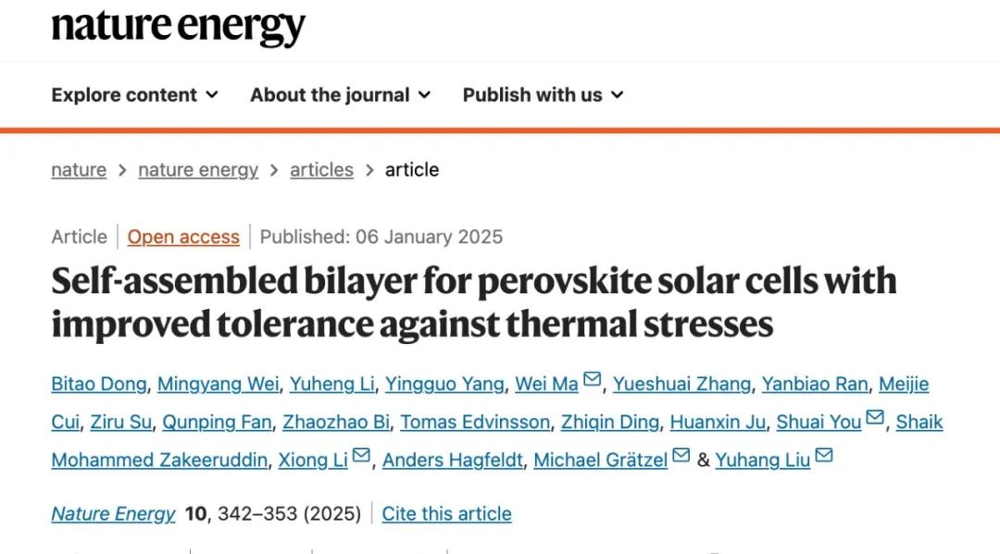 nature energy
Explore content About the journal Publish with us
nature > nature energy > articles > article
Article Open access Published: 06 January 2025
Self-assembled bilayer for perovskite solar cells with
improved tolerance against thermal stresses
Bitao Dong, Mingyang Wei, Yuheng Li, Yingguo Yang, Wei Ma, Yueshuai Zhang, Yanbiao Ran, Meijie
Cui, Ziru Su, Qunping Fan, Zhaozhao Bi, Tomas Edvinsson, Zhiqin Ding, Huanxin Ju, Shuai You, Shaik
Mohammed Zakeeruddin, Xiong Li, Anders Hagfeldt, Michael Grätzel & Yuhang Liu
Nature Energy 10, 342–353 (2025) Cite this article